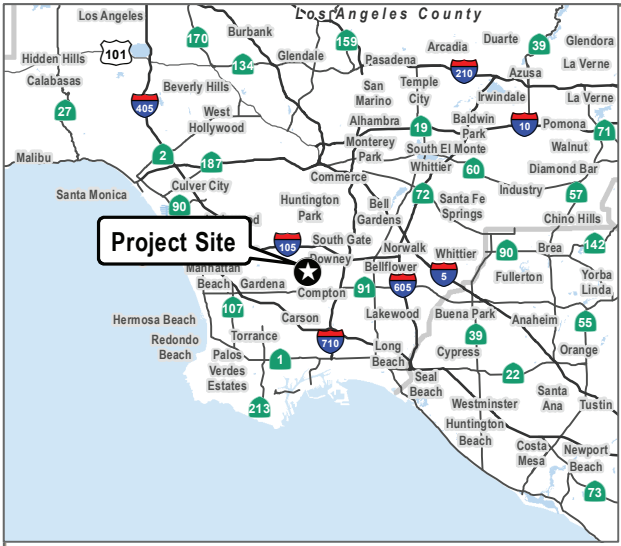 Los Angeles County
Los Angeles
Burbank
Duarte
39
Glendora
170
159
Arcadia
101
Glendale
Pasadena
La Verne
Hidden Hills
134
210
Azusa
Calabasas
Beverly Hills
San
Marino
Temple
City
Irwindale
La Verne
27
405
West
Hollywood
Alhambra
19
Baldwin
Park
10
Pomona
71
Monterey
Park
South El Monte
Walnut
Malibu
2
187
Whittier
60
Diamond Bar
Culver City
Commerce
Industry
57
Santa Monica
90
Huntington
Park
Bell
Gardens
72
Santa Fe
Springs
Chino Hills
Project Site
105
South Gate
Norwalk
Whittier
90
Brea
142
Downey
Manhattan
Beach
Gardena
Bellflower
5
Fullerton
Yorba
Linda
Compton
91
605
107
Carson
Lakewood
Buena Park
Anaheim
55
Hermosa Beach
Redondo
Beach
Torrance
710
Long
Beach
39
Cypress
Orange
Palos
Verdes
Estates
1
22
Seal
Beach
Santa
Ana
Tustin
213
Westminster
Huntington
Beach
Costa
Mesa
Newport
Beach
73